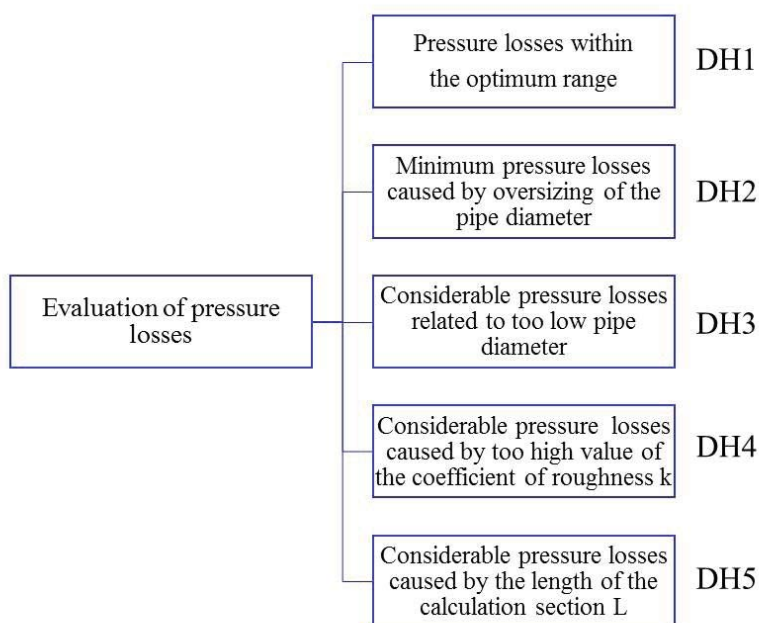 Pressure losses within
the optimum range
DH1
Minimum pressure losses
caused by oversizing of the
pipe diameter
DH2
Evaluation of pressure
losses
Considerable pressure losses
related to too low pipe
diameter
DH3
Considerable pressure losses
caused by too high value of
the coefficient of roughness k
DH4
Considerable pressure losses
caused by the length of the
calculation section L
DH5